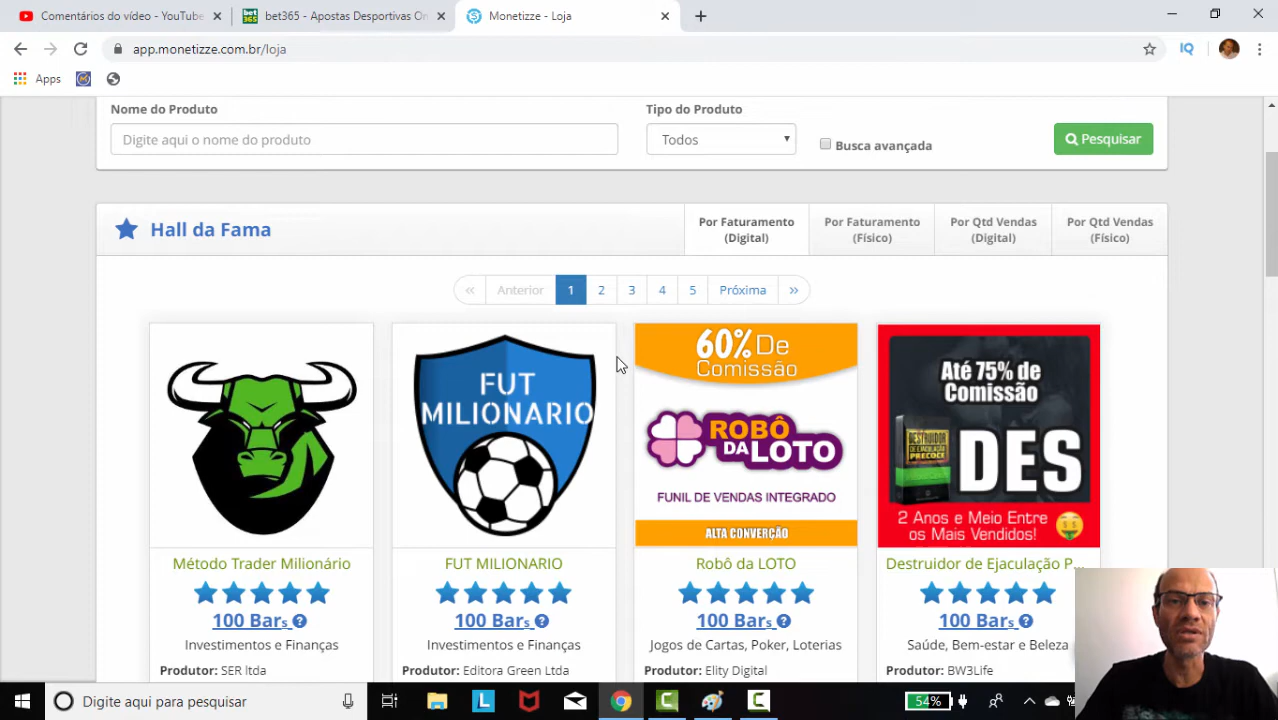 Comentários do vídeo - YouTube
bet365 - Apostas Desportivas On
Monetizze - Loja
app.monetizze.com.br/loja
IQ
Apps
Nome do Produto
Tipo do Produto
Digite aqui o nome do produto
Todos
Busca avançada
Pesquisar
Hall da Fama
Por Faturamento (Digital)
Por Faturamento (Físico)
Por Qtd Vendas (Digital)
Por Qtd Vendas (Físico)
« Anterior 1 2 3 4 5 Próxima »
FUT
MILIONARIO
60% De
Comissão
ROBÔ
DA LOTO
FUNIL DE VENDAS INTEGRADO
ALTA CONVERÇÃO
Até 75% de
Comissão
DESTRUIDOR
DE EJACULAÇÃO
PRECOCE
DES
2 Anos e Meio Entre
os Mais Vendidos!
Método Trader Milionário
FUT MILIONARIO
Robô da LOTO
Destruidor de Ejaculação P...
100 Bars
100 Bars
100 Bars
100 Bars
Investimentos e Finanças
Investimentos e Finanças
Jogos de Cartas, Poker, Loterias
Saúde, Bem-estar e Beleza
Produtor: SER ltda
Produtor: Editora Green Ltda
Produtor: Elity Digital
Produtor: BW3Life
Digite aqui para pesquisar
L
54%